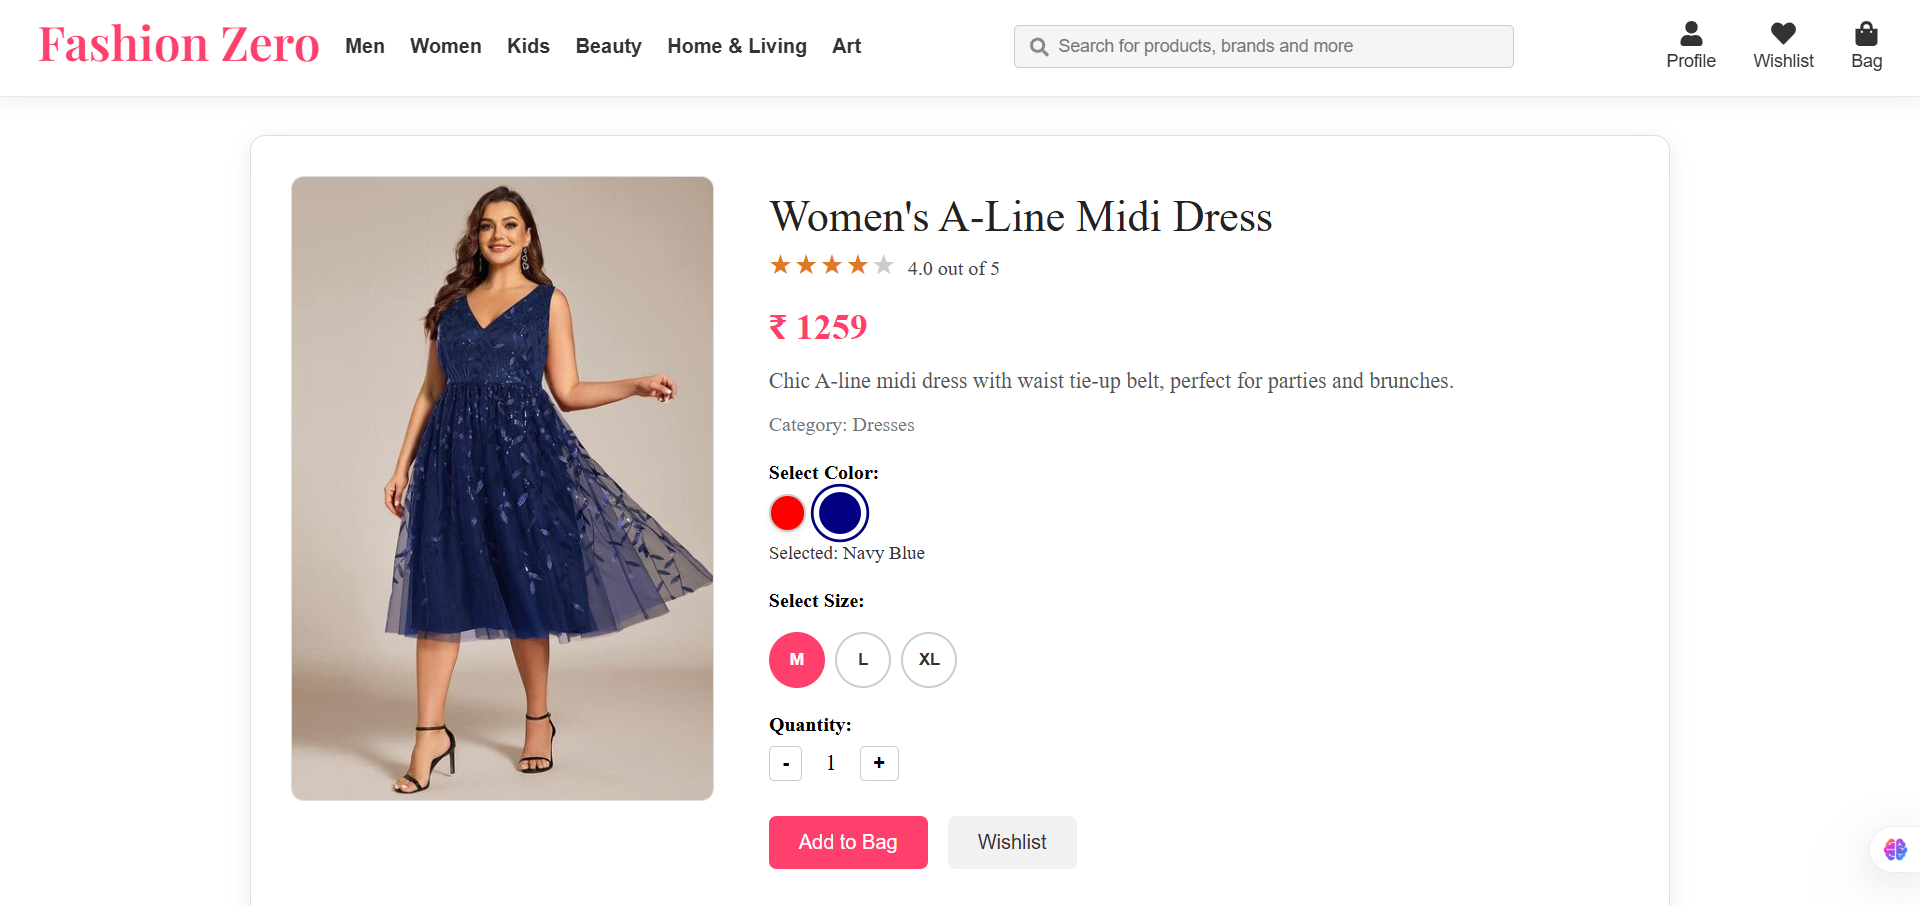 Fashion Zero Men Women Kids Beauty Home & Living Art Search for products, brands and more
Profile Wishlist Bag
Women's A-Line Midi Dress
4.0 out of 5
₹ 1259
Chic A-line midi dress with waist tie-up belt, perfect for parties and brunches.
Category: Dresses
Select Color:
Selected: Navy Blue
Select Size:
M L XL
Quantity:
- 1 +
Add to Bag Wishlist